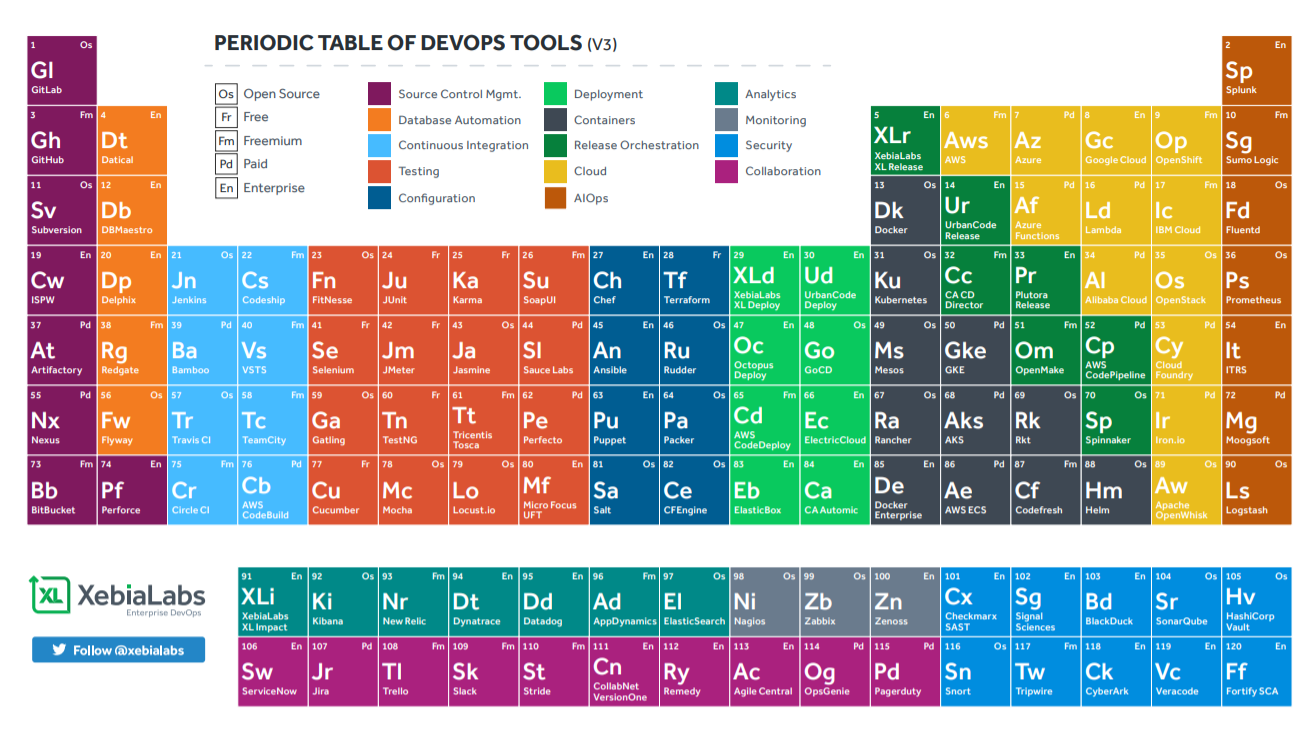 PERIODIC TABLE OF DEVOPS TOOLS (V3)
Os Open Source
Fr Free
Fm Freemium
Pd Paid
En Enterprise
Source Control Mgmt.
Database Automation
Continuous Integration
Testing
Configuration
Deployment
Containers
Release Orchestration
Cloud
AIOps
Analytics
Monitoring
Security
Collaboration
1 Os
Gl
GitLab
2 En
Sp
Splunk
3 Fm
Gh
GitHub
4 En
Dt
Datical
5 En
XLr
XebiaLabs
XL Release
6 Fm
Aws
AWS
7 Pd
Az
Azure
8 En
Gc
Google Cloud
9 Fm
Op
OpenShift
10 Fm
Sg
Sumo Logic
11 Os
Sv
Subversion
12 En
Db
DBMaestro
13 Os
Dk
Docker
14 En
Ur
UrbanCode
Release
15 Pd
Af
Azure
Functions
16 Pd
Ld
Lambda
17 Fm
Ic
IBM Cloud
18 Os
Fd
Fluentd
19 En
Cw
ISPW
20 En
Dp
Delphix
21 Os
Jn
Jenkins
22 Fm
Cs
Codeship
23 Os
Fn
FitNesse
24 Fr
Ju
JUnit
25 Fr
Ka
Karma
26 Fm
Su
SoapUI
27 En
Ch
Chef
28 Fr
Tf
Terraform
29 En
XLd
XebiaLabs
XL Deploy
30 En
Ud
UrbanCode
Deploy
31 Os
Ku
Kubernetes
32 Fm
Cc
CA CD
Director
33 En
Pr
Plutora
Release
34 Pd
Al
Alibaba Cloud
35 Os
Os
OpenStack
36 Os
Ps
Prometheus
37 Pd
At
Artifactory
38 Fm
Rg
Redgate
39 Pd
Ba
Bamboo
40 Fm
Vs
VSTS
41 Fr
Se
Selenium
42 Fr
Jm
JMeter
43 Os
Ja
Jasmine
44 Pd
Sl
Sauce Labs
45 En
An
Ansible
46 Os
Ru
Rudder
47 En
Oc
Octopus
Deploy
48 Os
Go
GoCD
49 Os
Ms
Mesos
50 Pd
Gke
GKE
51 Fm
Om
OpenMake
52 Pd
Cp
AWS
CodePipeline
53 Pd
Cy
Cloud
Foundry
54 En
It
ITRS
55 Pd
Nx
Nexus
56 Os
Fw
Flyway
57 Os
Tr
Travis CI
58 Fm
Tc
TeamCity
59 Os
Ga
Gatling
60 Fr
Tn
TestNG
61 Fm
Tt
Tricentis
Tosca
62 Pd
Pe
Perfecto
63 En
Pu
Puppet
64 Os
Pa
Packer
65 Fm
Cd
AWS
CodeDeploy
66 En
Ec
ElectricCloud
67 Os
Ra
Rancher
68 Pd
Aks
AKS
69 Os
Rk
Rkt
70 Os
Sp
Spinnaker
71 Pd
Ir
Iron.io
72 Pd
Mg
Moogsoft
73 Fm
Bb
BitBucket
74 En
Pf
Perforce
75 Fm
Cr
Circle CI
76 Pd
Cb
AWS
CodeBuild
77 Fr
Cu
Cucumber
78 Os
Mc
Mocha
79 Os
Lo
Locust.io
80 En
Mf
Micro Focus
UFT
81 Os
Sa
Salt
82 Os
Ce
CFEngine
83 En
Eb
ElasticBox
84 En
Ca
CA Automic
85 En
De
Docker
Enterprise
86 Pd
Ae
AWS ECS
87 Fm
Cf
Codefresh
88 Os
Hm
Helm
89 Os
Aw
Apache
OpenWhisk
90 Os
Ls
Logstash
XL XebiaLabs
Enterprise DevOps
Follow @xebialabs
91 En
XLi
XebiaLabs
XL Impact
92 Os
Ki
Kibana
93 Fm
Nr
New Relic
94 En
Dt
Dynatrace
95 En
Dd
Datadog
96 Fm
Ad
AppDynamics
97 Os
El
ElasticSearch
98 Os
Ni
Nagios
99 Os
Zb
Zabbix
100 En
Zn
Zenoss
101 En
Cx
Checkmarx
SAST
102 En
Sg
Signal
Sciences
103 En
Bd
BlackDuck
104 Os
Sr
SonarQube
105 Os
Hv
HashiCorp
Vault
106 En
Sw
ServiceNow
107 Pd
Jr
Jira
108 Fm
Tl
Trello
109 Fm
Sk
Slack
110 Fm
St
Stride
111 En
Cn
CollabNet
VersionOne
112 En
Ry
Remedy
113 En
Ac
Agile Central
114 Pd
Og
OpsGenie
115 Pd
Pd
Pagerduty
116 Os
Sn
Snort
117 Os
Tw
Tripwire
118 En
Ck
CyberArk
119 En
Vc
Veracode
120 En
Ff
Fortify SCA